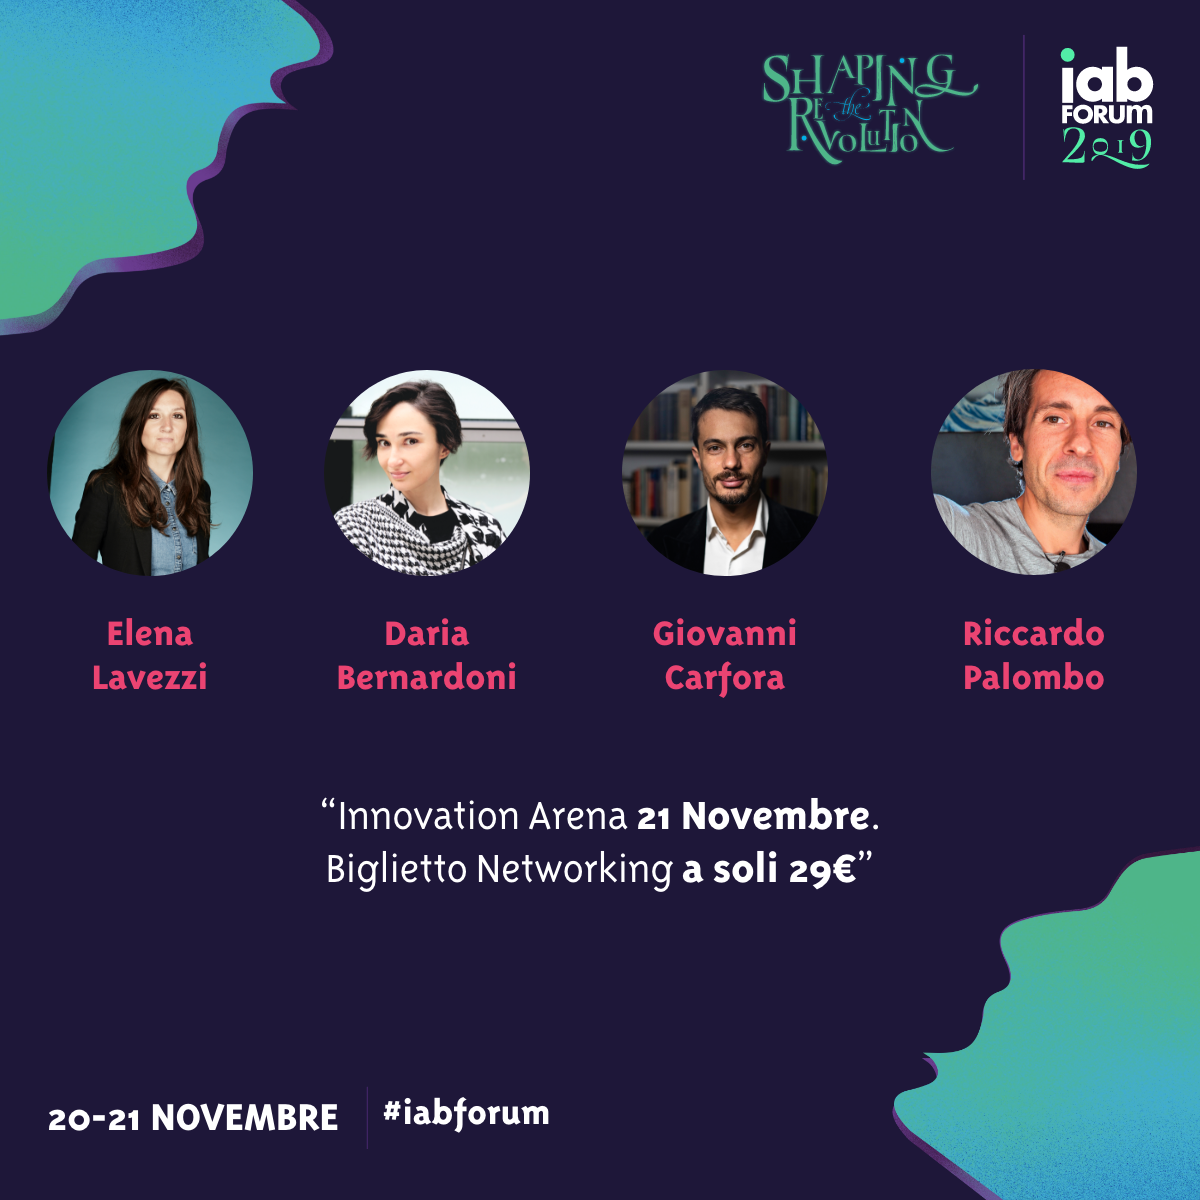 SHAPING
the
REVOLUTION
iab
FORUM
2019
Elena
Lavezzi
Daria
Bernardoni
Giovanni
Carfora
Riccardo
Palombo
“Innovation Arena 21 Novembre.
Biglietto Networking a soli 29€”
20-21 NOVEMBRE
#iabforum